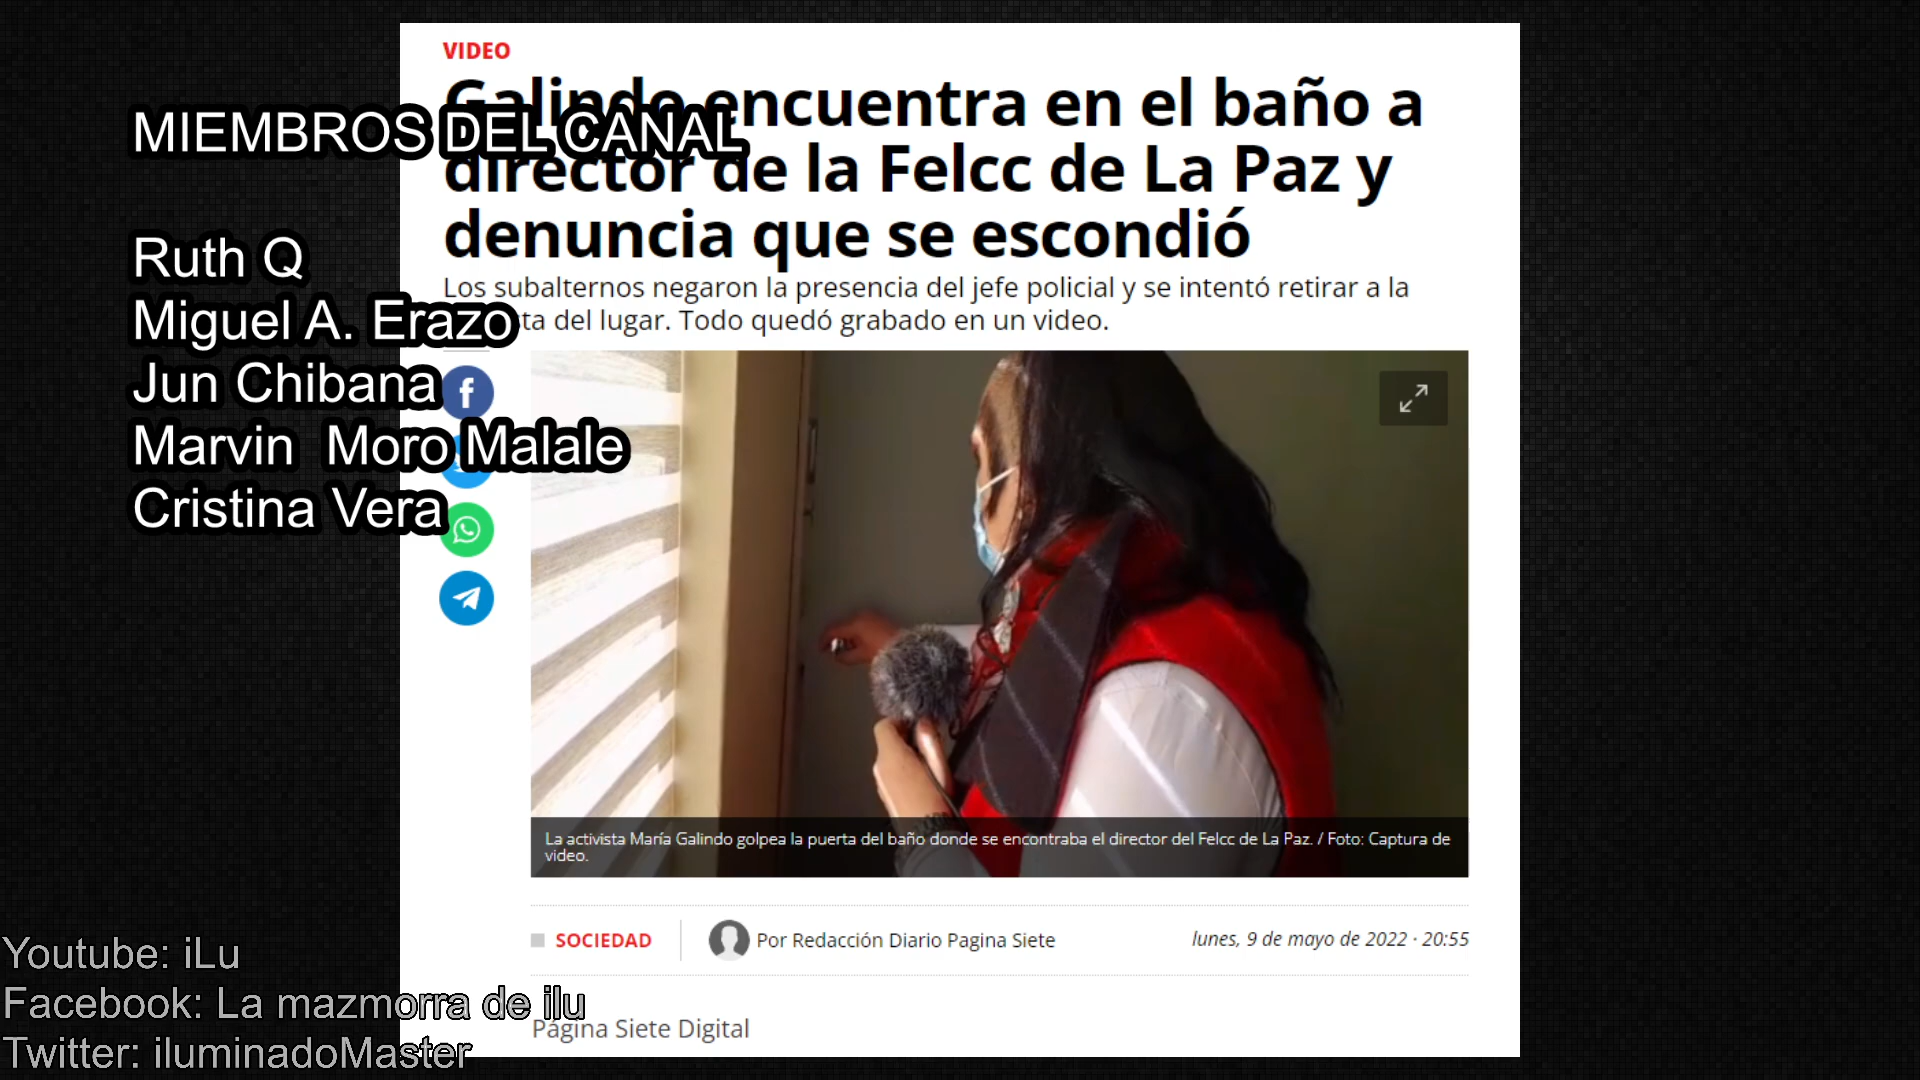 VIDEO
Galindo encuentra en el baño a
director de la Felcc de La Paz y
denuncia que se escondió
Los subalternos negaron la presencia del jefe policial y se intentó retirar a la
ta del lugar. Todo quedó grabado en un video.
MIEMBROS DEL CANAL
Ruth Q
Miguel A. Erazo
Jun Chibana
Marvin Moro Malale
Cristina Vera
La activista María Galindo golpea la puerta del baño donde se encontraba el director del Felcc de La Paz. / Foto: Captura de
video.
SOCIEDAD
Por Redacción Diario Pagina Siete
lunes, 9 de mayo de 2022 · 20:55
Página Siete Digital
Youtube: iLu
Facebook: La mazmorra de ilu
Twitter: iluminadoMaster